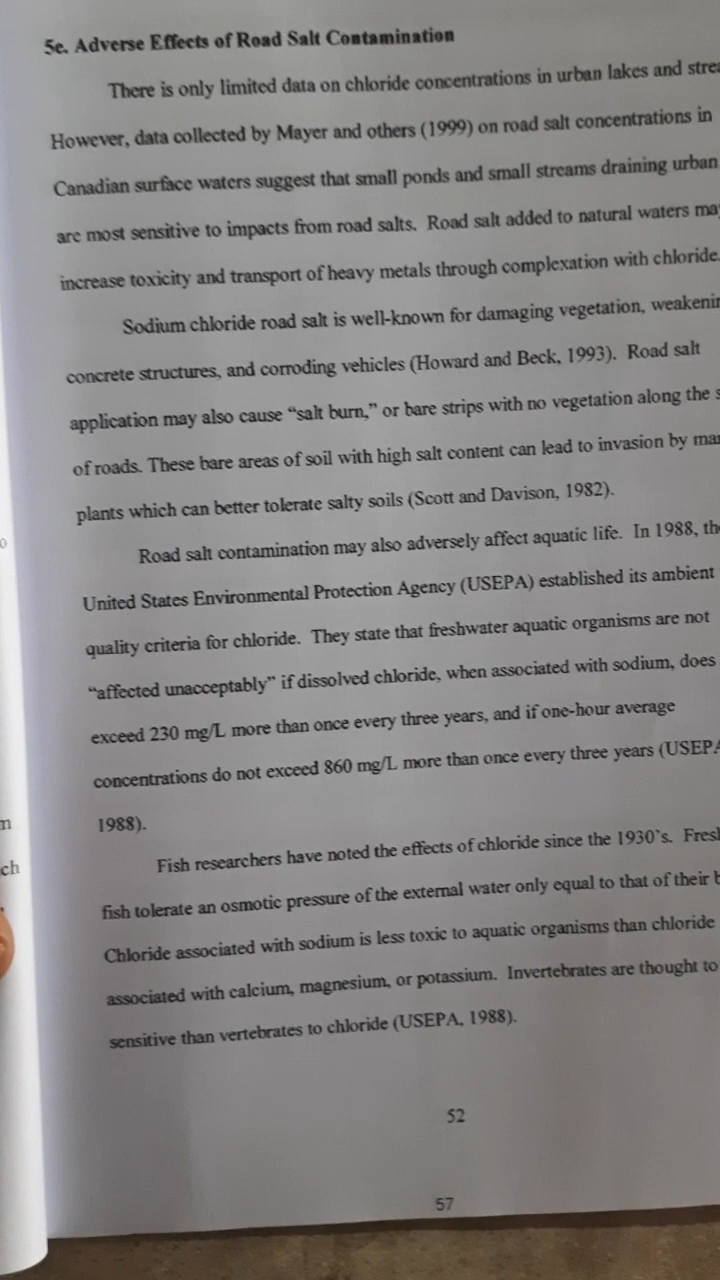 5e. Adverse Effects of Road Salt Contamination
There is only limited data on chloride concentrations in urban lakes and
However, data collected by Mayer and others (1999) on road salt concentrations in
Canadian surface waters suggest that small ponds and small streams draining urban
are most sensitive to impacts from road salts. Road salt added to natural waters
increase toxicity and transport of heavy metals through complexation with chloride.
Sodium chloride road salt is well-known for damaging vegetation,
concrete structures, and corroding vehicles (Howard and Beck, 1993). Road salt
application may also cause “salt burn,” or bare strips with no vegetation along the
of roads. These bare areas of soil with high salt content can lead to invasion by
plants which can better tolerate salty soils (Scott and Davison, 1982).
Road salt contamination may also adversely affect aquatic life. In 1988,
United States Environmental Protection Agency (USEPA) established its ambient
quality criteria for chloride. They state that freshwater aquatic organisms are not
“affected unacceptably” if dissolved chloride, when associated with sodium, does
exceed 230 mg/L more than once every three years, and if one-hour average
concentrations do not exceed 860 mg/L more than once every three years
1988).
Fish researchers have noted the effects of chloride since the 1930’s.
fish tolerate an osmotic pressure of the external water only equal to that of their
Chloride associated with sodium is less toxic to aquatic organisms than chloride
associated with calcium, magnesium, or potassium. Invertebrates are thought to
sensitive than vertebrates to chloride (USEPA, 1988).
52
57